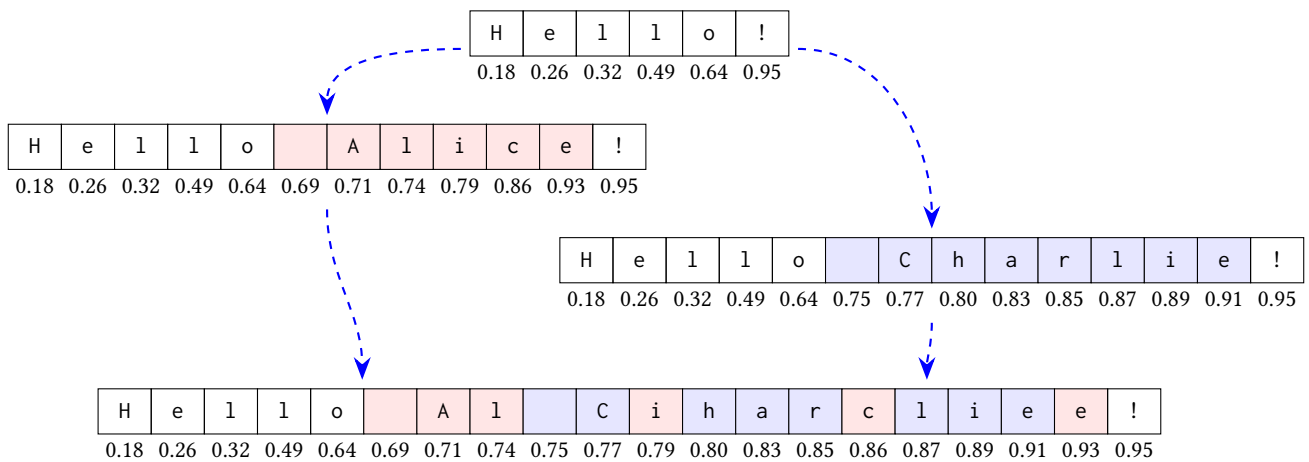 H e l l o !
0.18 0.26 0.32 0.49 0.64 0.95
H e l l o A l i c e !
0.18 0.26 0.32 0.49 0.64 0.69 0.71 0.74 0.79 0.86 0.93 0.95
H e l l o C h a r l i e !
0.18 0.26 0.32 0.49 0.64 0.75 0.77 0.80 0.83 0.85 0.87 0.89 0.91 0.95
H e l l o A l C i h a r c l i e e !
0.18 0.26 0.32 0.49 0.64 0.69 0.71 0.74 0.75 0.77 0.79 0.80 0.83 0.85 0.86 0.87 0.89 0.91 0.93 0.95